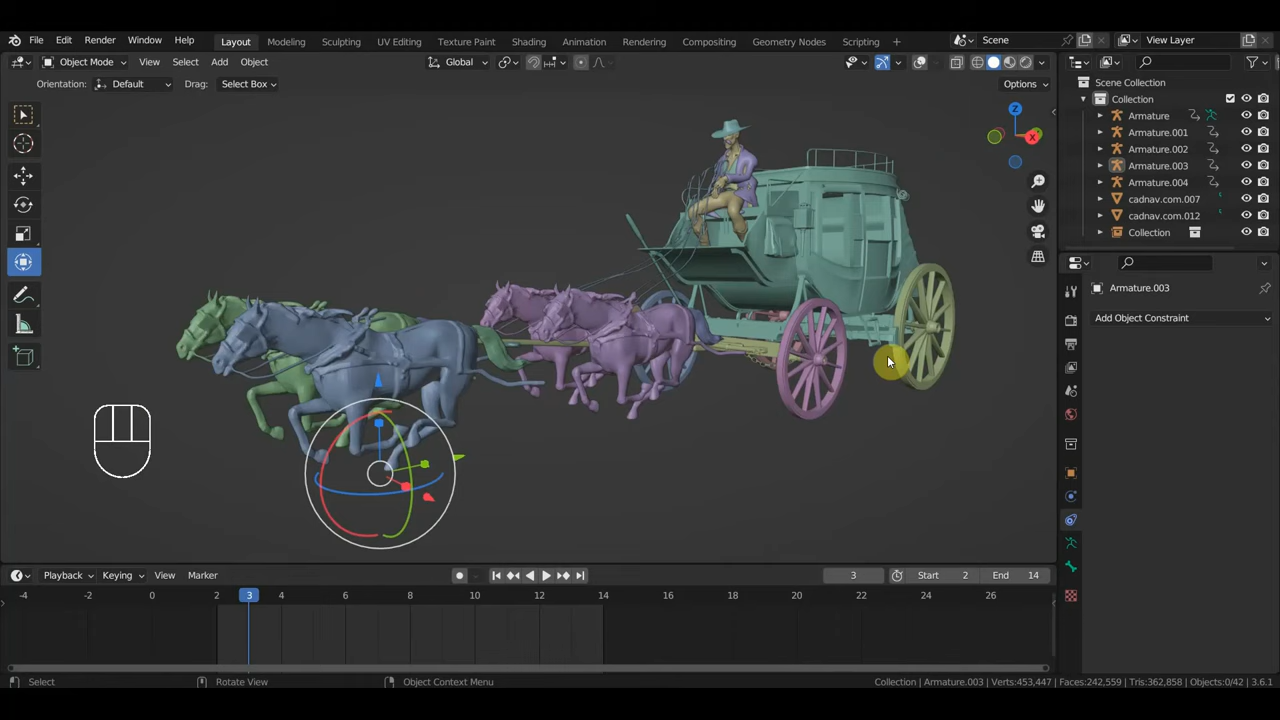 File Edit Render Window Help Layout Modeling Sculpting UV Editing Texture Paint Shading Animation Rendering Compositing Geometry Nodes Scripting + Scene View Layer
Object Mode View Select Add Object Global
Orientation: Default Drag: Select Box Options
Z
X
Scene Collection
Collection
Armature
Armature.001
Armature.002
Armature.003
Armature.004
cadnav.com.007
cadnav.com.012
Collection
Armature.003
Add Object Constraint
Playback Keying View Marker 3 Start 2 End 14
-4 -2 0 2 3 4 6 8 10 12 14 16 18 20 22 24 26
Select Rotate View Object Context Menu Collection | Armature.003 | Verts:453,447 | Faces:242,559 | Tris:362,858 | Objects:0/42 | 3.6.1